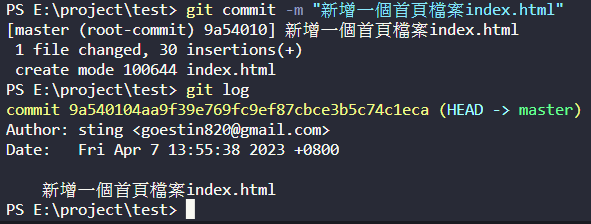 PS E:\project\test> git commit -m "新增一個首頁檔案index.html"
[master (root-commit) 9a54010] 新增一個首頁檔案index.html
 1 file changed, 30 insertions(+)
 create mode 100644 index.html
PS E:\project\test> git log
commit 9a540104aa9f39e769fc9ef87cbce3b5c74c1eca (HEAD -> master)
Author: sting <goestin820@gmail.com>
Date:   Fri Apr 7 13:55:38 2023 +0800
    新增一個首頁檔案index.html
PS E:\project\test>